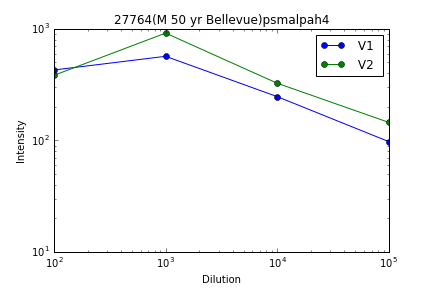 27764(M 50 yr Bellevue)psmalpah4
10³
V1
V2
10²
Intensity
10¹
10² 10³ 10⁴ 10⁵
Dilution